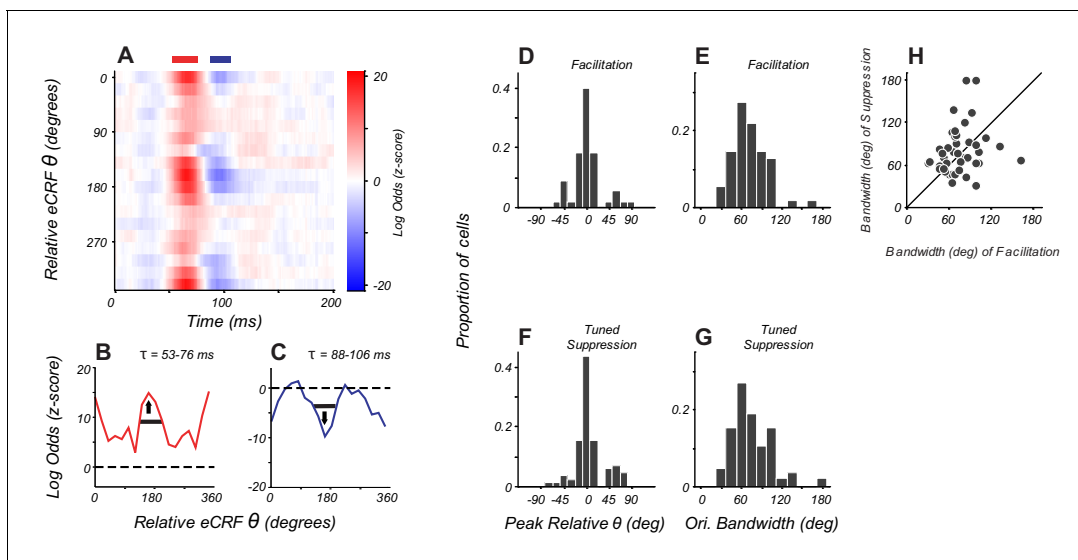 A
Relative eCRF θ (degrees)
0
90
180
270
0
100
200
Time (ms)
20
0
-20
Log Odds (z-score)
B
τ = 53-76 ms
Log Odds (z-score)
20
10
0
0
180
360
C
τ = 88-106 ms
0
-10
-20
0
180
360
Relative eCRF θ (degrees)
Proportion of cells
D
Facilitation
0.4
0.2
0
-90
-45
0
45
90
E
Facilitation
0.2
0
0
60
120
180
F
Tuned
Suppression
0.4
0.2
0
-90
-45
0
45
90
Peak Relative θ (deg)
G
Tuned
Suppression
0.2
0
0
60
120
180
Ori. Bandwidth (deg)
H
Bandwidth (deg) of Suppression
180
120
60
0
0
60
120
180
Bandwidth (deg) of Facilitation